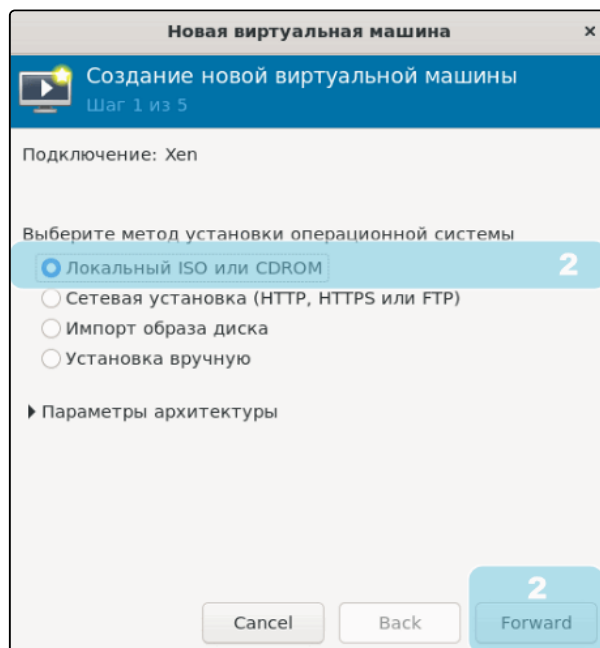 Новая виртуальная машина ×
Создание новой виртуальной машины
Шаг 1 из 5
Подключение: Xen
Выберите метод установки операционной системы
Локальный ISO или CDROM 2
Сетевая установка (HTTP, HTTPS или FTP)
Импорт образа диска
Установка вручную
Параметры архитектуры
2
Cancel Back Forward